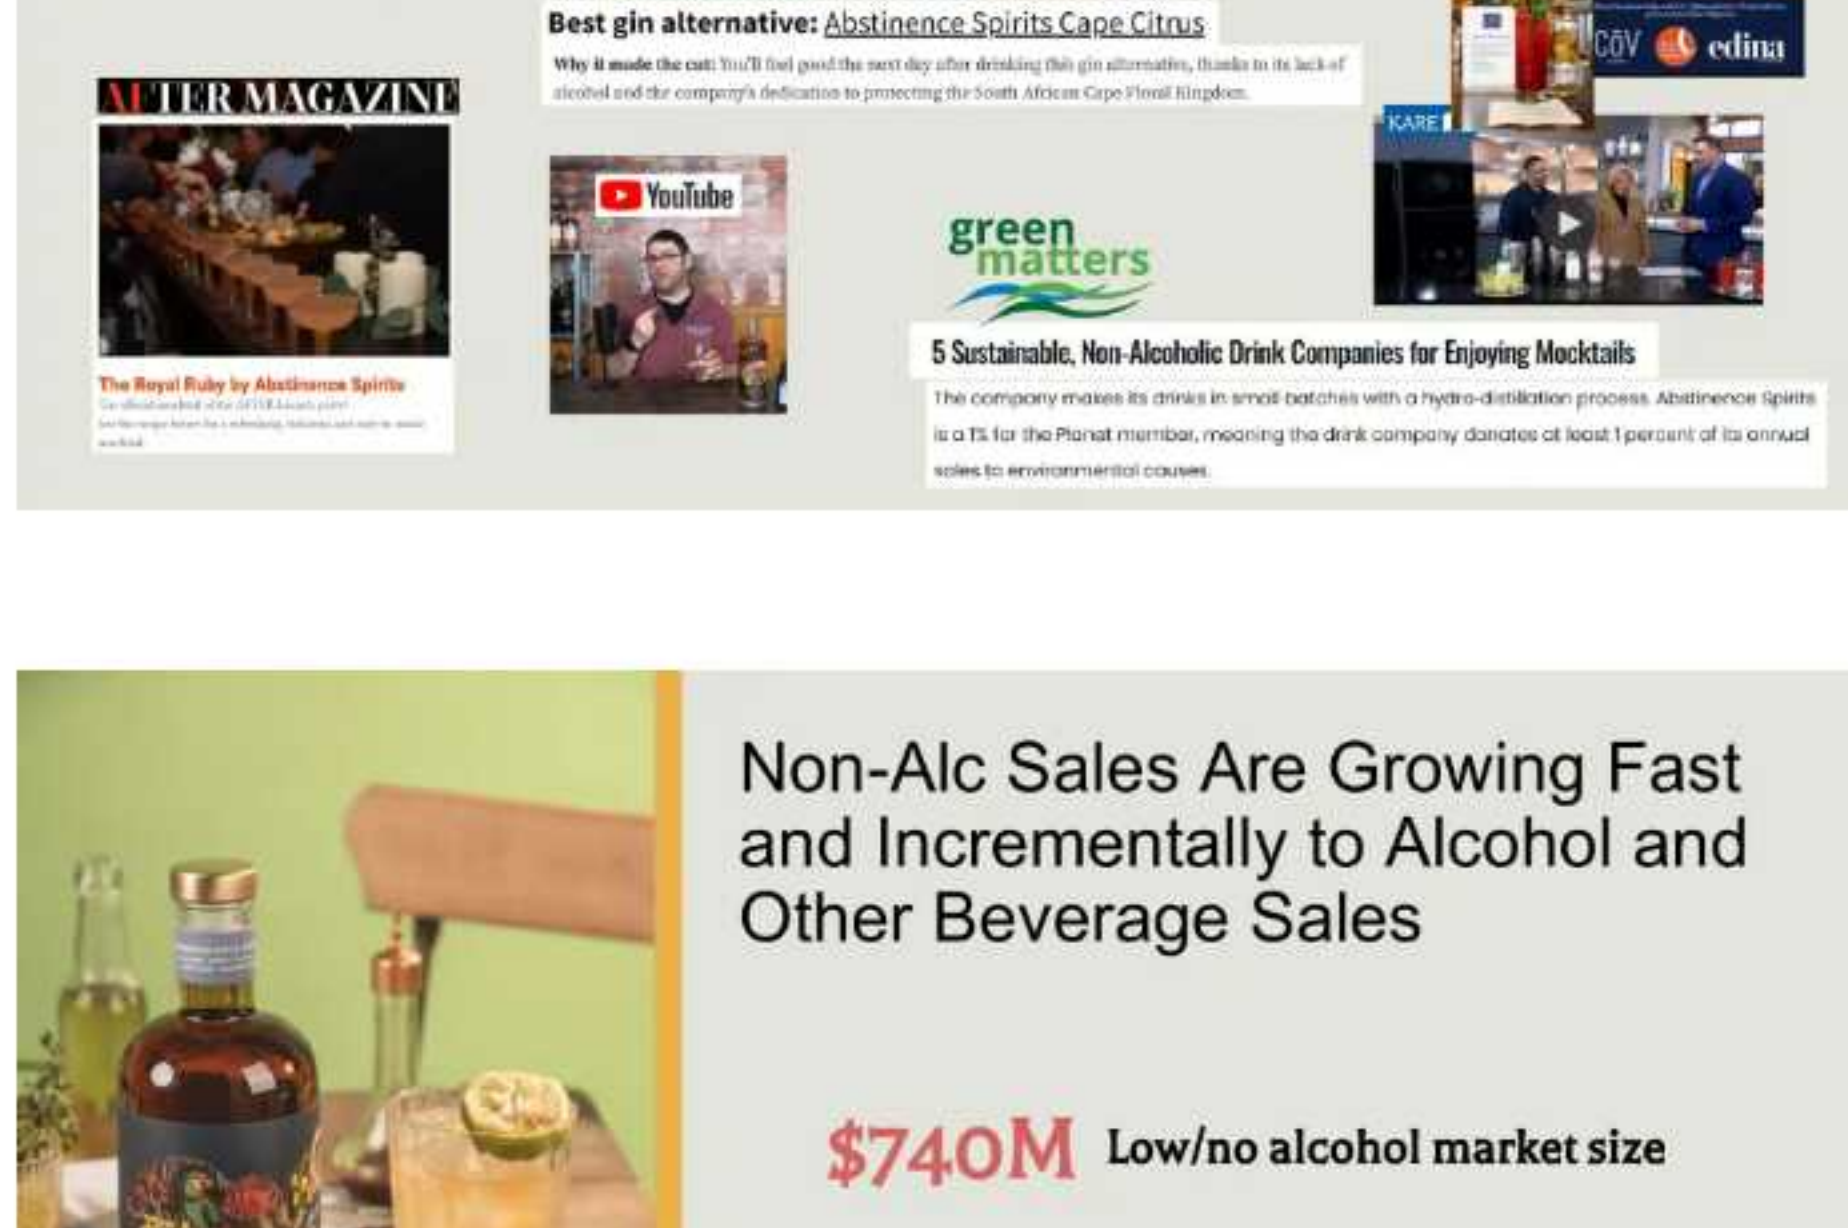 Best gin alternative: Abstinence Spirits Cape Citrus
Why it made the cut: You'll feel good the next day after drinking this gin alternative, thanks to its lack of
alcohol and the company's dedication to protecting the South African Cape Floral Kingdom.
CōV
edina
AFTER MAGAZINE
KARE
YouTube
green
matters
5 Sustainable, Non-Alcoholic Drink Companies for Enjoying Mocktails
The Royal Ruby by Abstinence Spirits
The company makes its drinks in small batches with a hydro-distillation process. Abstinence Spirits
is a 1% for the Planet member, meaning the drink company donates at least 1 percent of its annual
sales to environmental causes.
Non-Alc Sales Are Growing Fast
and Incrementally to Alcohol and
Other Beverage Sales
$740M Low/no alcohol market size